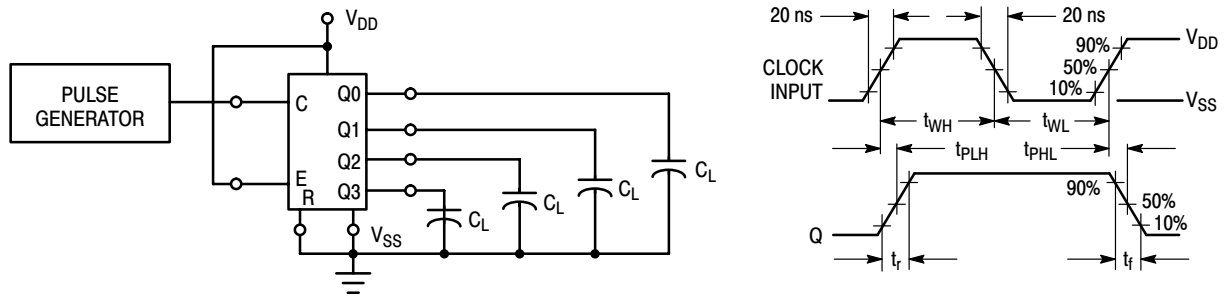 V_DD
PULSE
GENERATOR
C
E
R
Q0
Q1
Q2
Q3
C_L
C_L
C_L
C_L
V_SS
20 ns
20 ns
CLOCK
INPUT
90%
50%
10%
V_DD
V_SS
t_WH
t_WL
t_PLH
t_PHL
Q
90%
50%
10%
t_r
t_f